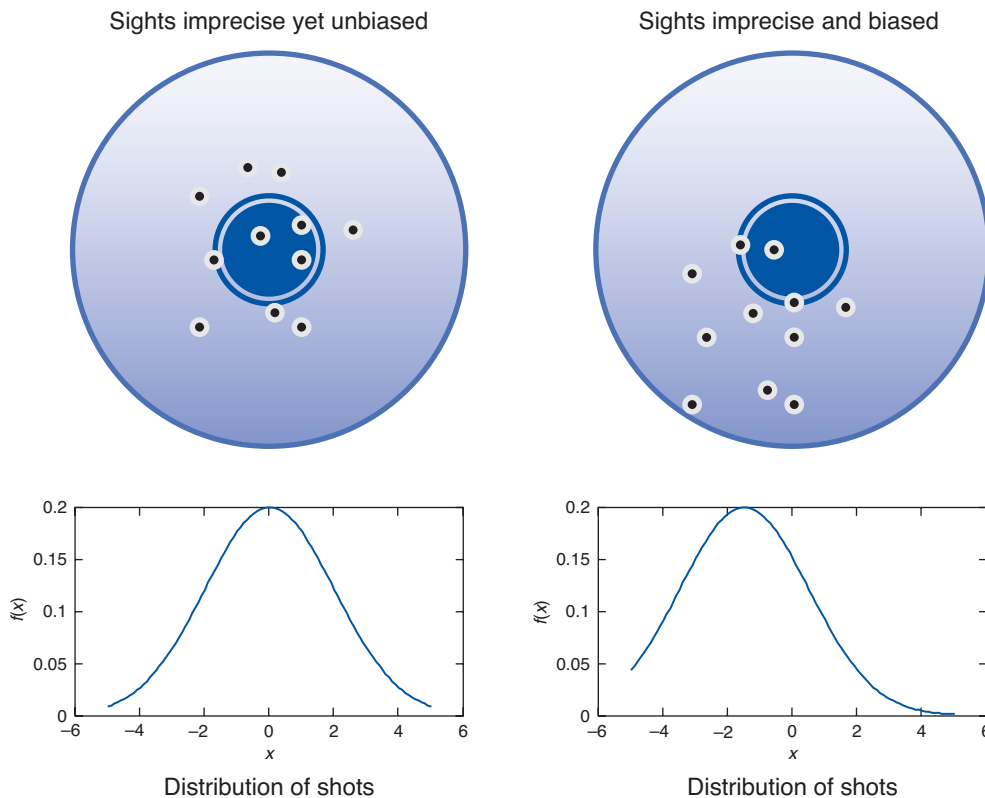 Sights imprecise yet unbiased
Sights imprecise and biased
0.2
0.15
0.1
0.05
0
f(x)
–6 –4 –2 0 2 4 6
x
Distribution of shots
0.2
0.15
0.1
0.05
0
f(x)
–6 –4 –2 0 2 4 6
x
Distribution of shots